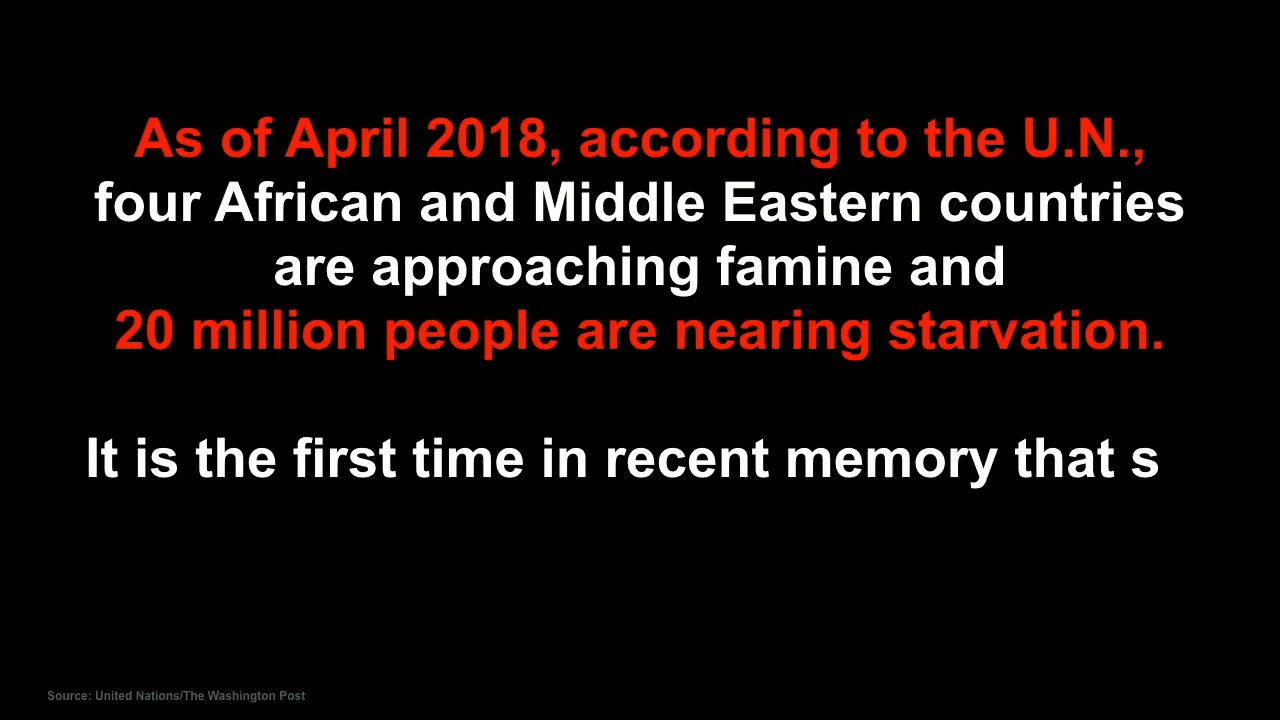 As of April 2018, according to the U.N.,
four African and Middle Eastern countries
are approaching famine and
20 million people are nearing starvation.
It is the first time in recent memory that s
Source: United Nations/The Washington Post